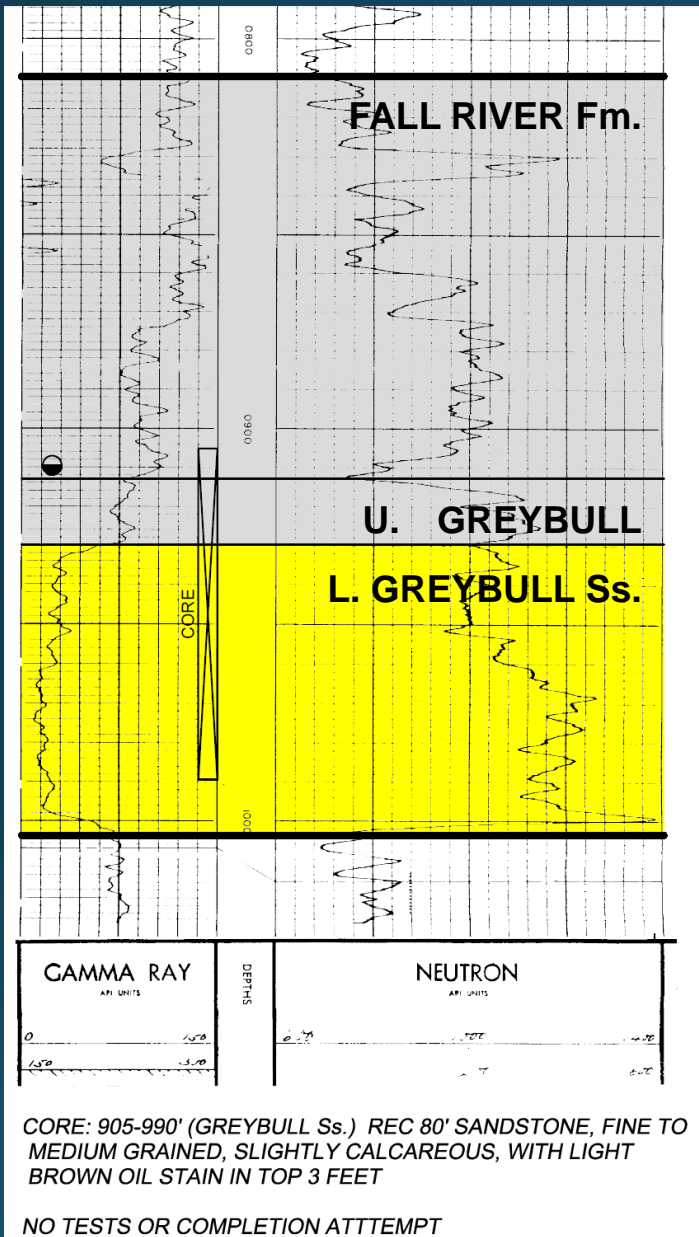 0800
FALL RIVER Fm.
0900
U. GREYBULL
L. GREYBULL Ss.
CORE
1000
GAMMA RAY
API UNITS
0 150
150 300
DEPTHS
NEUTRON
API UNITS
CORE: 905-990' (GREYBULL Ss.) REC 80' SANDSTONE, FINE TO
MEDIUM GRAINED, SLIGHTLY CALCAREOUS, WITH LIGHT
BROWN OIL STAIN IN TOP 3 FEET
NO TESTS OR COMPLETION ATTTEMPT